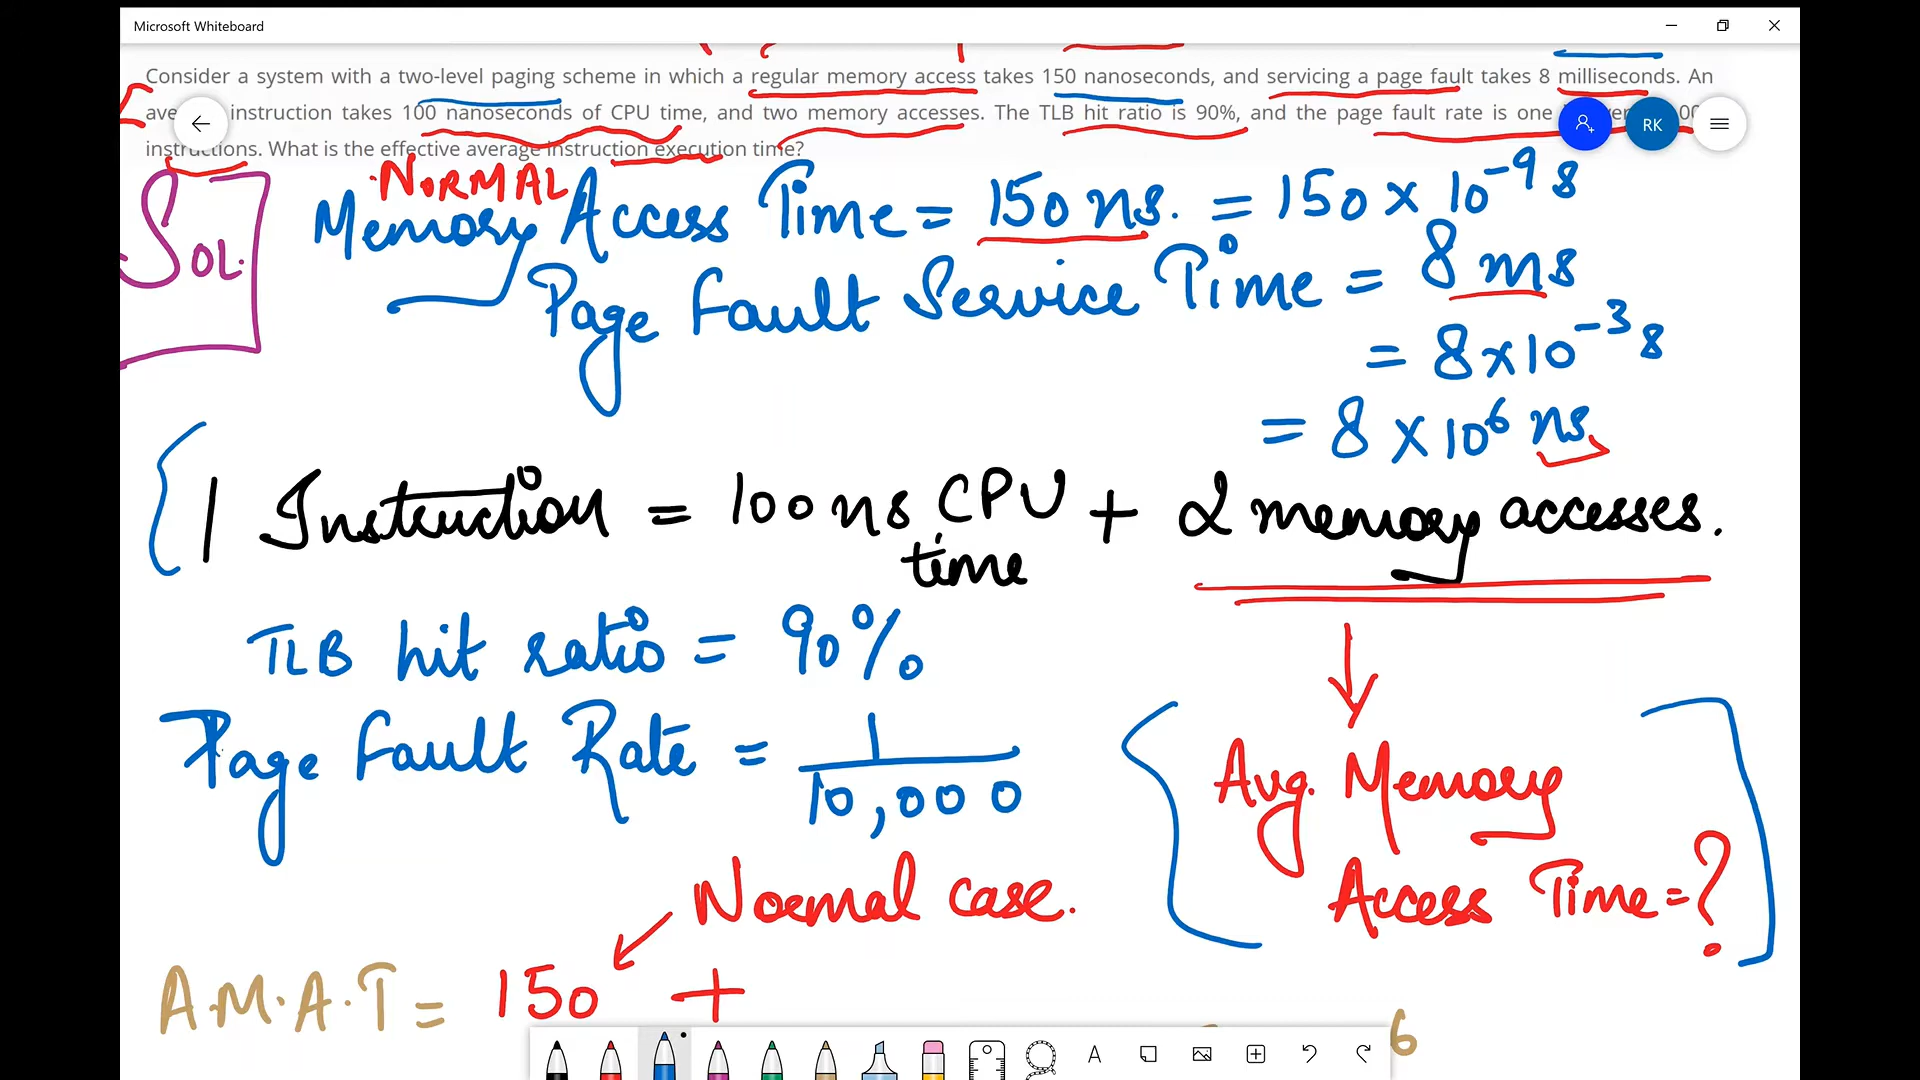 Microsoft Whiteboard
Consider a system with a two-level paging scheme in which a regular memory access takes 150 nanoseconds, and servicing a page fault takes 8 milliseconds. An
instruction takes 100 nanoseconds of CPU time, and two memory accesses. The TLB hit ratio is 90%, and the page fault rate is one
RK
instructions. What is the effective average instruction execution time?
NORMAL
SOL.
Memory Access Time = 150 ns. = 150 x 10⁻⁹ s
Page Fault Service Time = 8 ms
= 8x10⁻³ s
= 8 x 10⁶ ns
1 Instruction = 100 ns CPU time + 2 memory accesses.
TLB hit ratio = 90%
Page Fault Rate = 1/10,000
Avg. Memory
Access Time = ?
Normal case.
A.M.A.T = 150 +
6
A